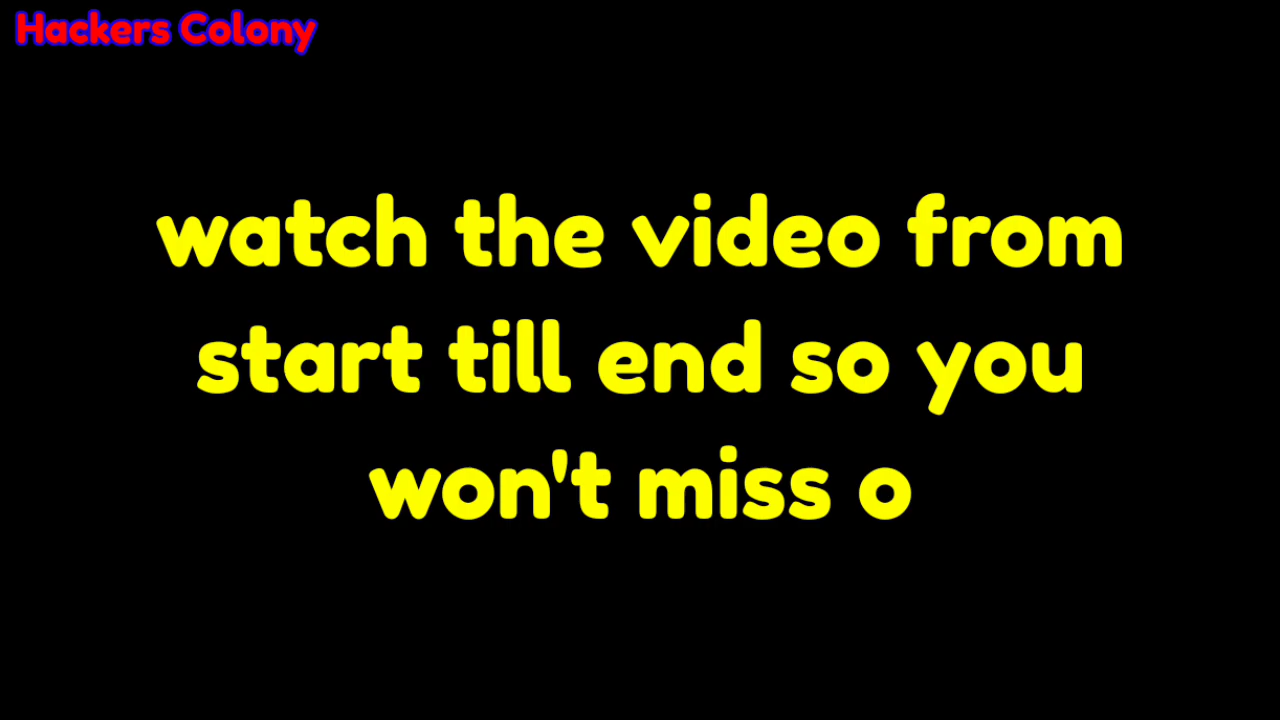 Hackers Colony
watch the video from
start till end so you
won't miss o